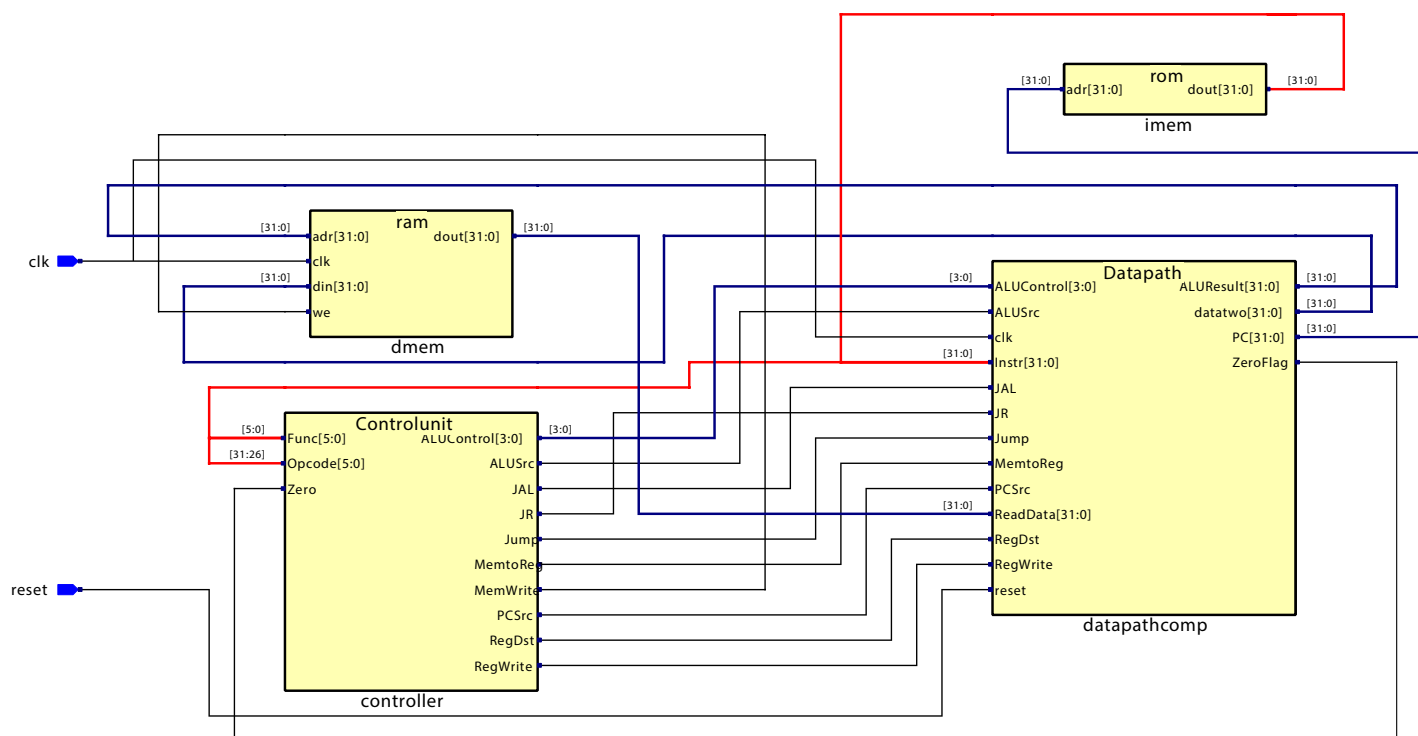 rom
[31:0]
adr[31:0]
dout[31:0]
[31:0]
imem
clk
reset
ram
[31:0]
adr[31:0]
dout[31:0]
[31:0]
clk
[31:0]
din[31:0]
we
dmem
Controlunit
[5:0]
Func[5:0]
[31:26]
Opcode[5:0]
Zero
ALUControl[3:0]
[3:0]
ALUSrc
JAL
JR
Jump
MemtoReg
MemWrite
PCSrc
RegDst
RegWrite
controller
Datapath
[3:0]
ALUControl[3:0]
ALUSrc
clk
[31:0]
Instr[31:0]
JAL
JR
Jump
MemtoReg
PCSrc
[31:0]
ReadData[31:0]
RegDst
RegWrite
reset
ALUResult[31:0]
[31:0]
datatwo[31:0]
[31:0]
PC[31:0]
[31:0]
ZeroFlag
datapathcomp